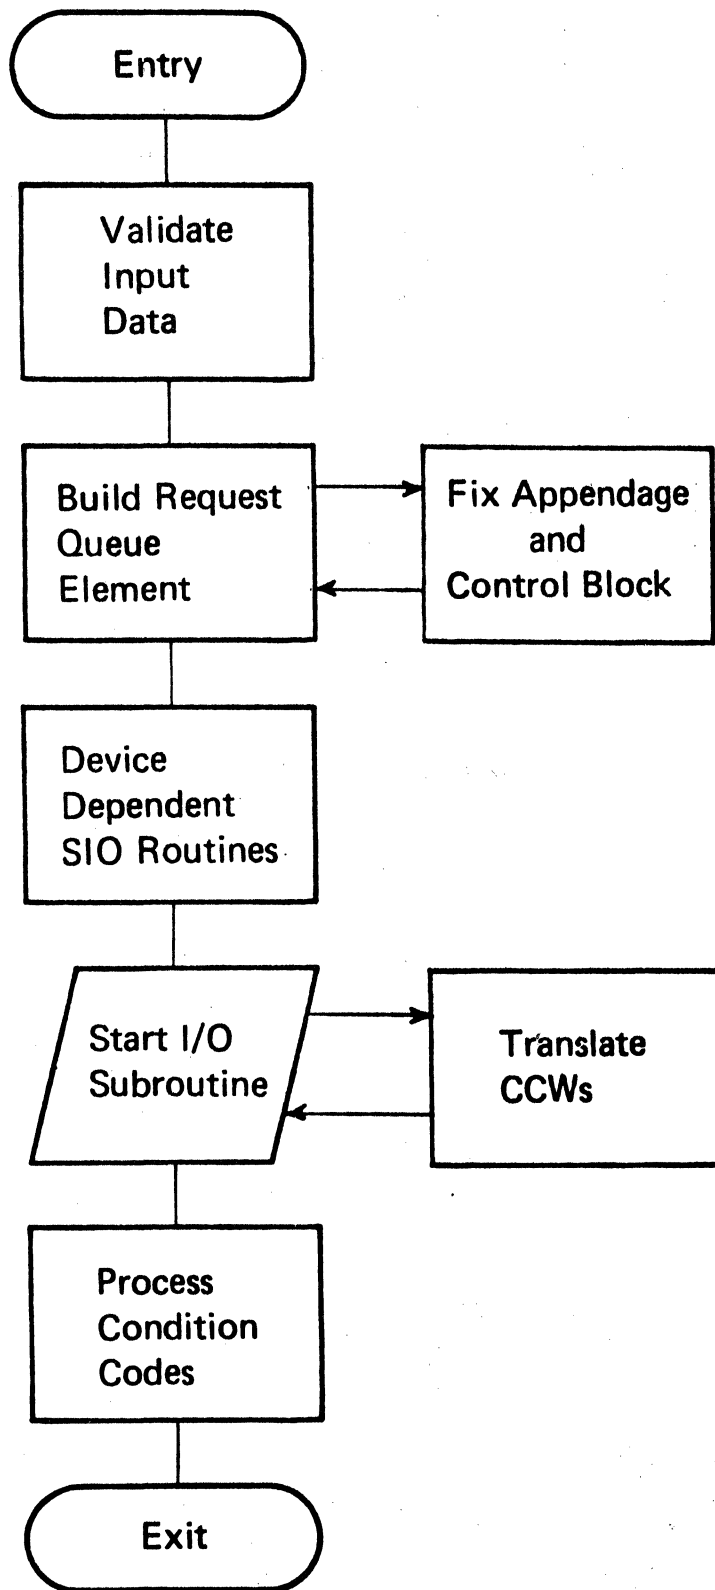 Entry
Validate
Input
Data
Build Request
Queue
Element
Fix Appendage
and
Control Block
Device
Dependent
SIO Routines
Start I/O
Subroutine
Translate
CCWs
Process
Condition
Codes
Exit